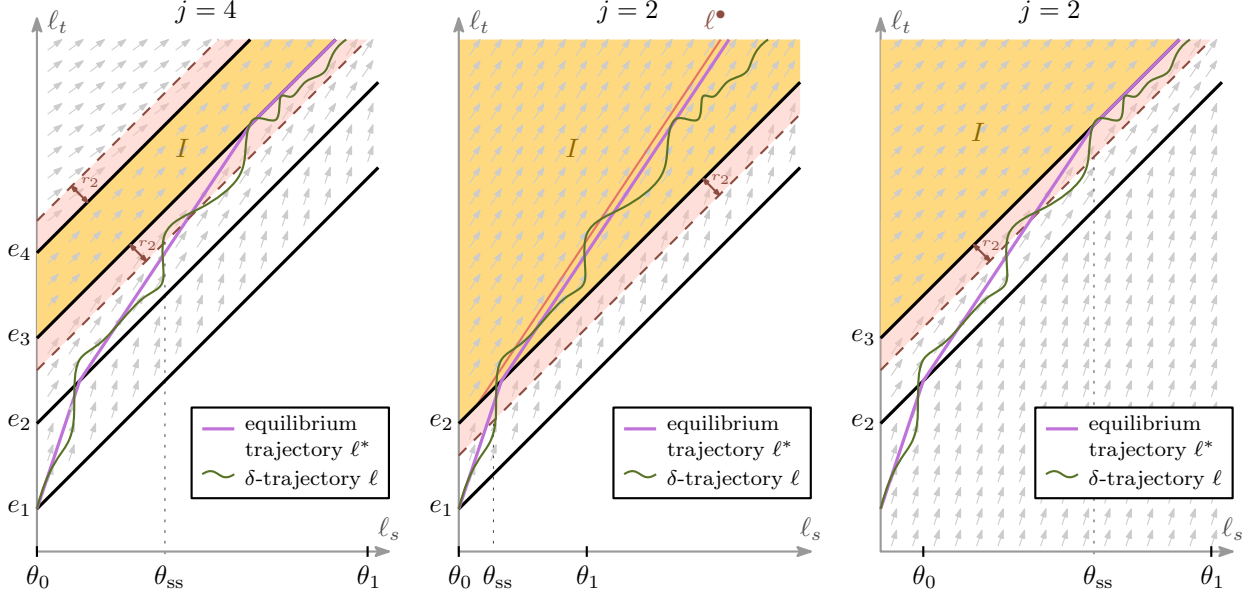 j = 4
ℓ_t
I
r_2
r_2
e_4
e_3
e_2
e_1
equilibrium
trajectory ℓ*
δ-trajectory ℓ
ℓ_s
θ_0
θ_ss
θ_1
j = 2
ℓ_t
ℓ^•
I
r_2
e_2
e_1
equilibrium
trajectory ℓ*
δ-trajectory ℓ
ℓ_s
θ_0
θ_ss
θ_1
j = 2
ℓ_t
I
r_2
e_3
e_2
equilibrium
trajectory ℓ*
δ-trajectory ℓ
ℓ_s
θ_0
θ_ss
θ_1